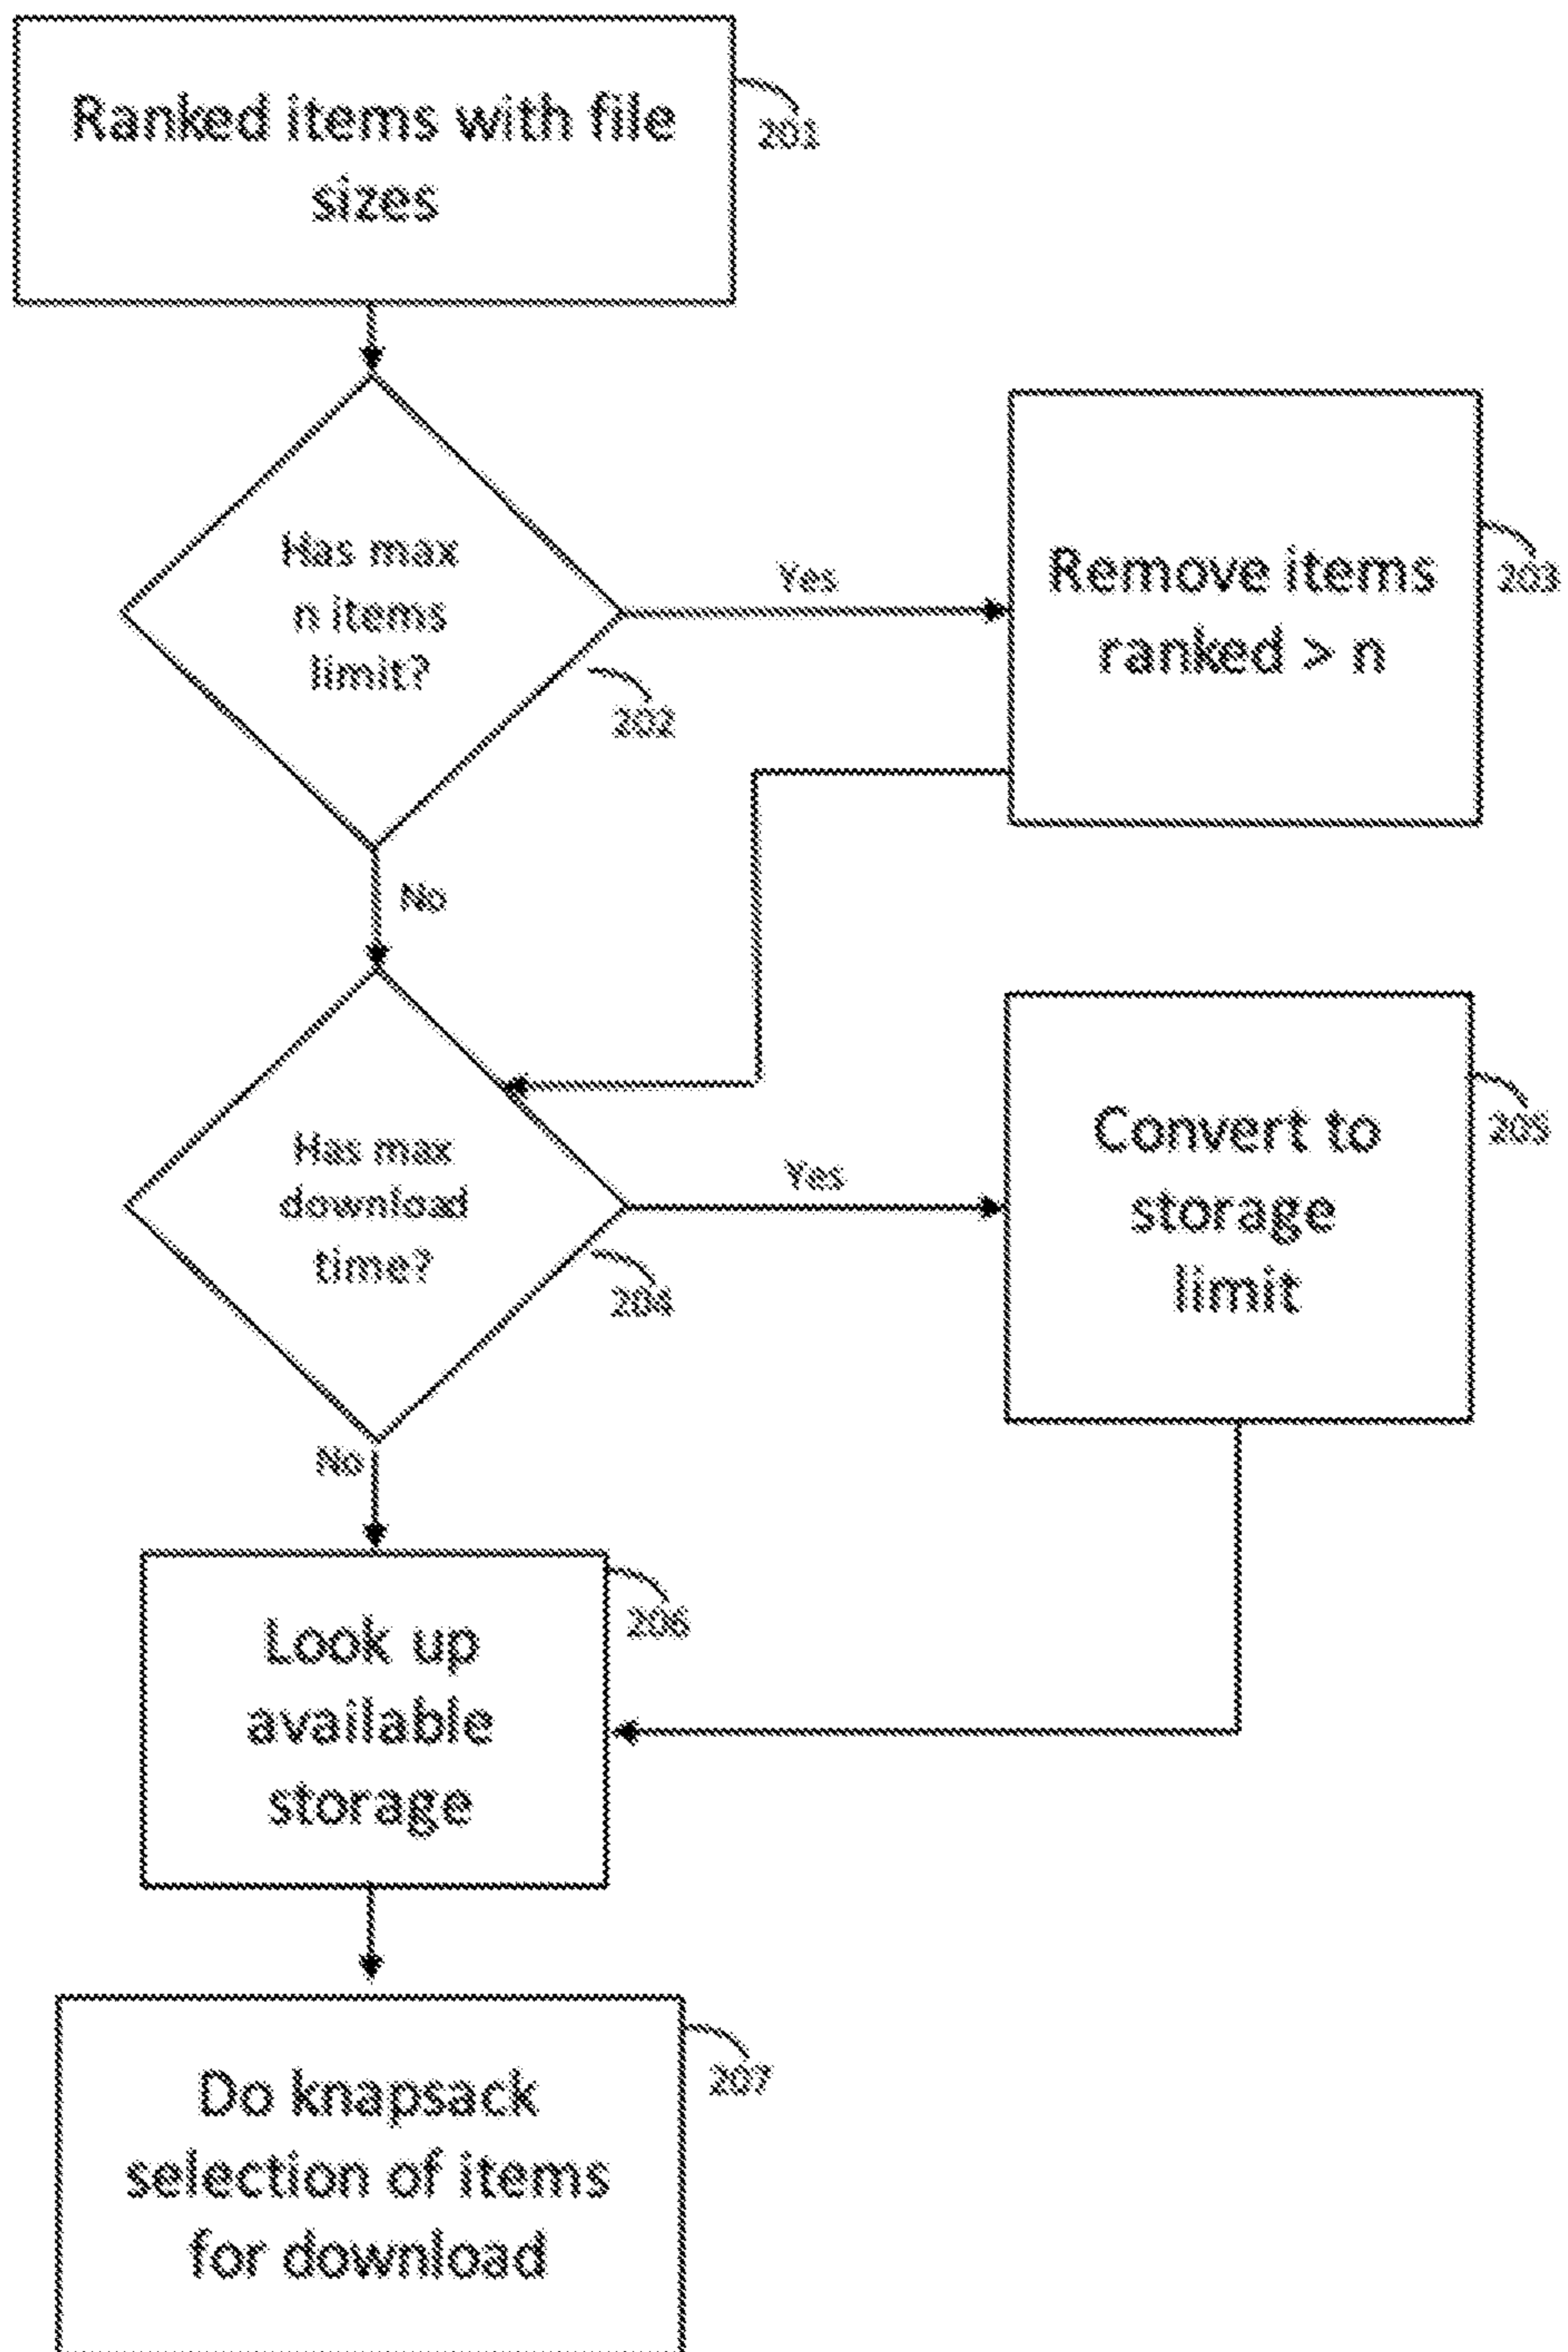 Ranked items with file
sizes
201
Has max
n items
limit?
202
Yes
Remove items
ranked > n
203
No
Has max
download
time?
204
Yes
Convert to
storage
limit
205
No
Look up
available
storage
206
Do knapsack
selection of items
for download
207